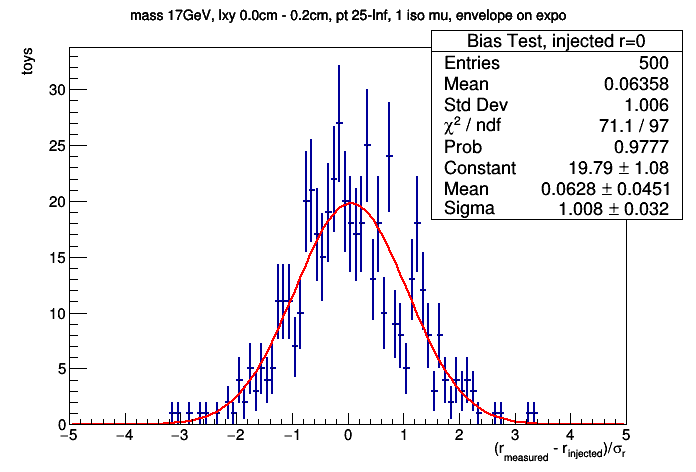 mass 17GeV, lxy 0.0cm - 0.2cm, pt 25-Inf, 1 iso mu, envelope on expo
Bias Test, injected r=0
Entries 500
Mean 0.06358
Std Dev 1.006
χ² / ndf 71.1 / 97
Prob 0.9777
Constant 19.79 ± 1.08
Mean 0.0628 ± 0.0451
Sigma 1.008 ± 0.032
toys
30
25
20
15
10
5
0
−5 −4 −3 −2 −1 0 1 2 3 4 5
(r_measured - r_injected)/σ_r